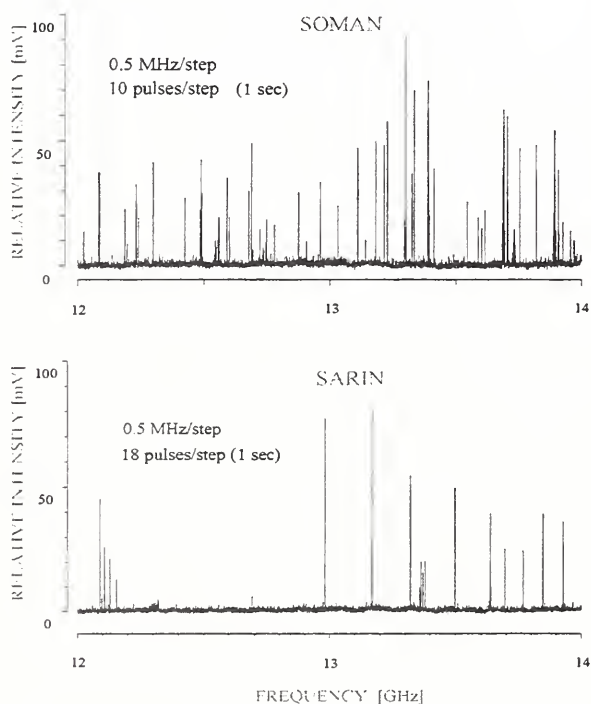 SOMAN
100
0.5 MHz/step
10 pulses/step (1 sec)
50
0
RELATIVE INTENSITY [mV]
12
13
14
SARIN
100
0.5 MHz/step
18 pulses/step (1 sec)
50
0
RELATIVE INTENSITY [mV]
12
13
14
FREQUENCY [GHz]